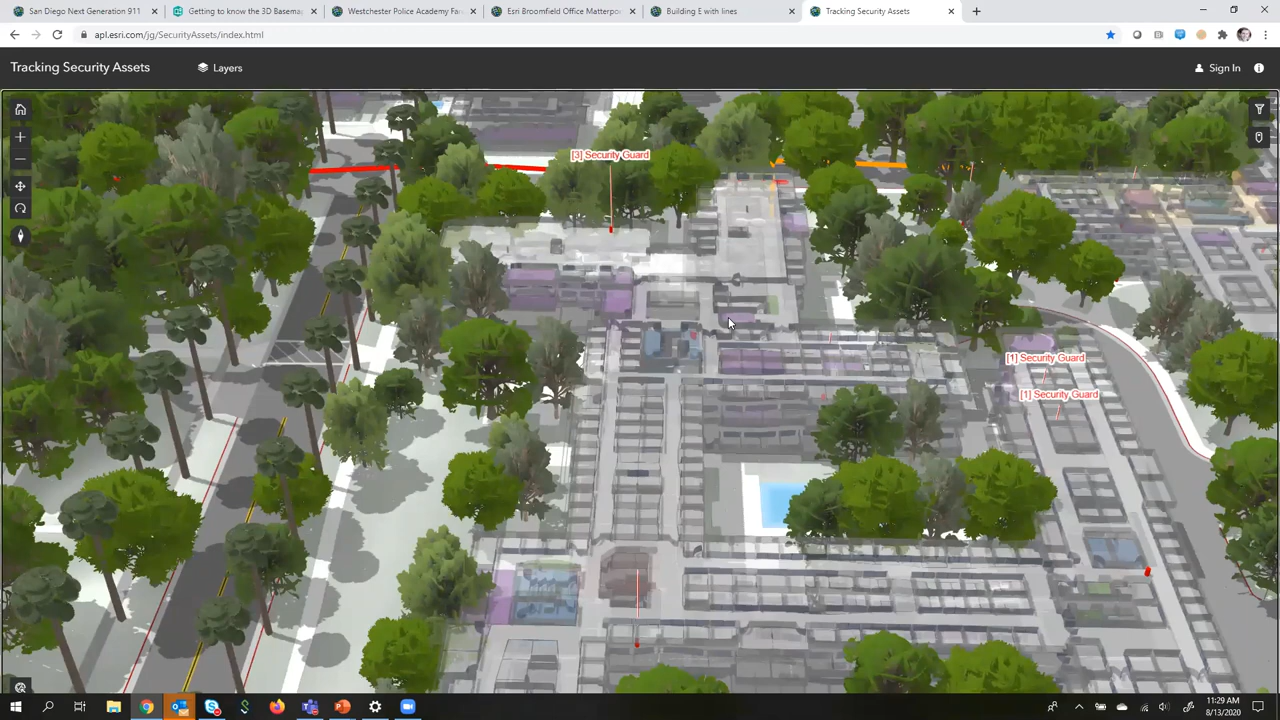 San Diego Next Generation 911
Getting to know the 3D Basema
Westchester Police Academy Fac
Esri Broomfield Office Matterpor
Building E with lines
Tracking Security Assets
apl.esri.com/jg/SecurityAssets/index.html
Tracking Security Assets
Layers
Sign In
[3] Security Guard
[1] Security Guard
[1] Security Guard
11:29 AM
8/13/2020